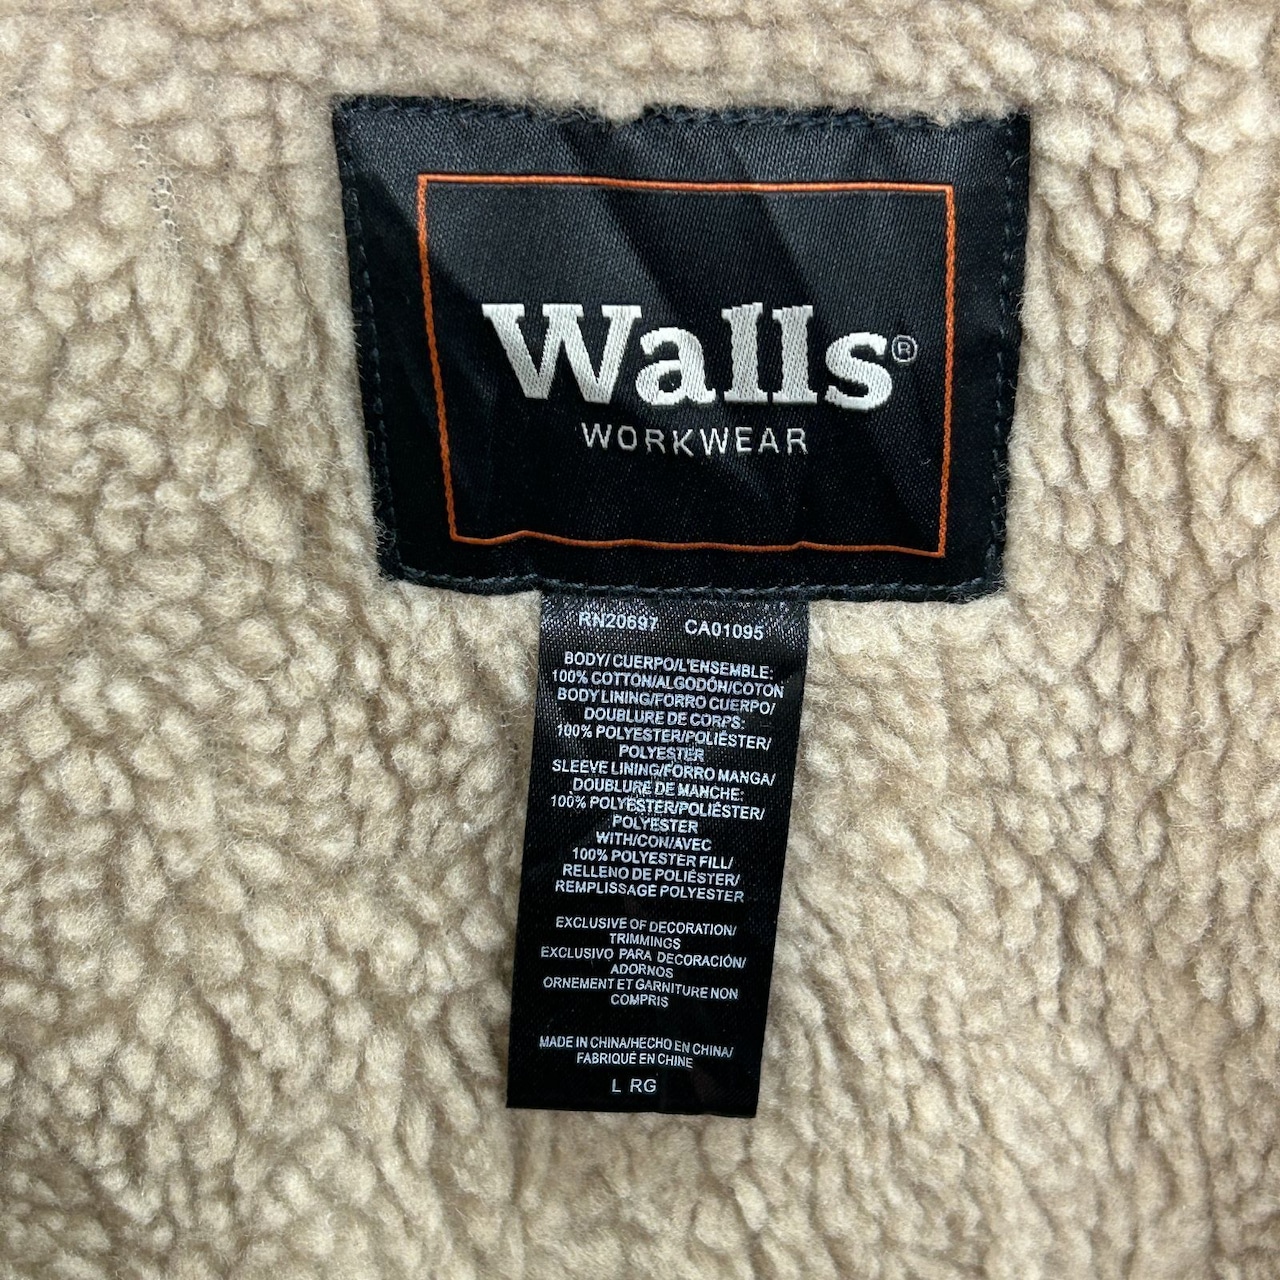 Walls®
WORKWEAR
RN20697 CA01095
BODY/ CUERPO/L'ENSEMBLE:
100% COTTON/ALGODÓN/COTON
BODY LINING/FORRO CUERPO/
DOUBLURE DE CORPS:
100% POLYESTER/POLIÉSTER/
POLYESTER
SLEEVE LINING/FORRO MANGA/
DOUBLURE DE MANCHE:
100% POLYESTER/POLIÉSTER/
POLYESTER
WITH/CON/AVEC
100% POLYESTER FILL/
RELLENO DE POLIÉSTER/
REMPLISSAGE POLYESTER
EXCLUSIVE OF DECORATION/
TRIMMINGS
EXCLUSIVO PARA DECORACIÓN/
ADORNOS
ORNEMENT ET GARNITURE NON
COMPRIS
MADE IN CHINA/HECHO EN CHINA/
FABRIQUÉ EN CHINE
L RG